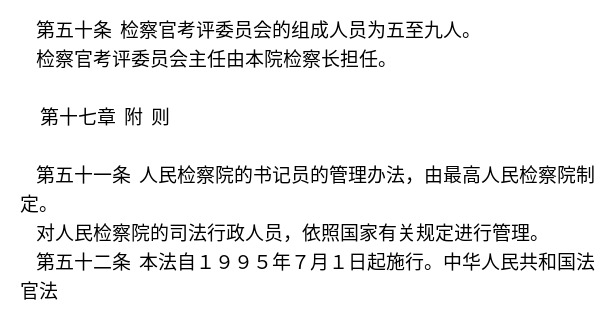 第五十条 检察官考评委员会的组成人员为五至九人。
检察官考评委员会主任由本院检察长担任。
第十七章 附 则
第五十一条 人民检察院的书记员的管理办法，由最高人民检察院制
定。
对人民检察院的司法行政人员，依照国家有关规定进行管理。
第五十二条 本法自１９９５年７月１日起施行。中华人民共和国法
官法